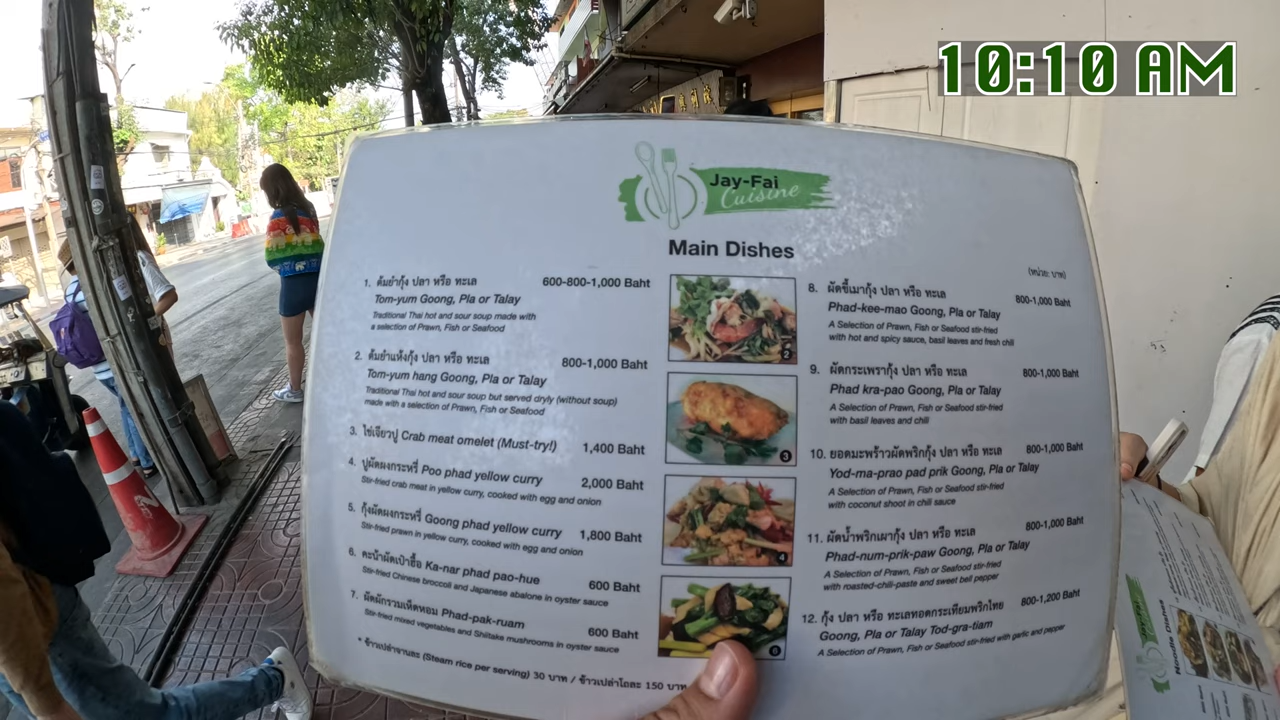 10:10 AM
Jay-Fai
Cuisine
Main Dishes
(หน่วย: บาท)
1. ต้มยำกุ้ง ปลา หรือ ทะเล 600-800-1,000 Baht
Tom-yum Goong, Pla or Talay
Traditional Thai hot and sour soup made with
a selection of Prawn, Fish or Seafood
2. ต้มยำแห้งกุ้ง ปลา หรือ ทะเล 800-1,000 Baht
Tom-yum hang Goong, Pla or Talay
Traditional Thai hot and sour soup but served dryly (without soup)
made with a selection of Prawn, Fish or Seafood
3. ไข่เจียวปู Crab meat omelet (Must-try!) 1,400 Baht
4. ปูผัดผงกระหรี่ Poo phad yellow curry 2,000 Baht
Stir-fried crab meat in yellow curry, cooked with egg and onion
5. กุ้งผัดผงกระหรี่ Goong phad yellow curry 1,800 Baht
Stir-fried prawn in yellow curry, cooked with egg and onion
6. คะน้าผัดเป๋าฮื้อ Ka-nar phad pao-hue 600 Baht
Stir-fried Chinese broccoli and Japanese abalone in oyster sauce
7. ผัดผักรวมเห็ดหอม Phad-pak-ruam 600 Baht
Stir-fried mixed vegetables and Shiitake mushrooms in oyster sauce
* ข้าวเปล่าจานละ (Steam rice per serving) 30 บาท / ข้าวเปล่าโถละ 150 บาท
2
3
4
6
8. ผัดขี้เมากุ้ง ปลา หรือ ทะเล 800-1,000 Baht
Phad-kee-mao Goong, Pla or Talay
A Selection of Prawn, Fish or Seafood stir-fried
with hot and spicy sauce, basil leaves and fresh chili
9. ผัดกระเพรากุ้ง ปลา หรือ ทะเล 800-1,000 Baht
Phad kra-pao Goong, Pla or Talay
A Selection of Prawn, Fish or Seafood stir-fried
with basil leaves and chili
10. ยอดมะพร้าวผัดพริกกุ้ง ปลา หรือ ทะเล 800-1,000 Baht
Yod-ma-prao pad prik Goong, Pla or Talay
A Selection of Prawn, Fish or Seafood stir-fried
with coconut shoot in chili sauce
11. ผัดน้ำพริกเผากุ้ง ปลา หรือ ทะเล 800-1,000 Baht
Phad-num-prik-paw Goong, Pla or Talay
A Selection of Prawn, Fish or Seafood stir-fried
with roasted-chili-paste and sweet bell pepper
12. กุ้ง ปลา หรือ ทะเลทอดกระเทียมพริกไทย 800-1,200 Baht
Goong, Pla or Talay Tod-gra-tiam
A Selection of Prawn, Fish or Seafood stir-fried with garlic and pepper
Jay-Fai
Noodle Dishes